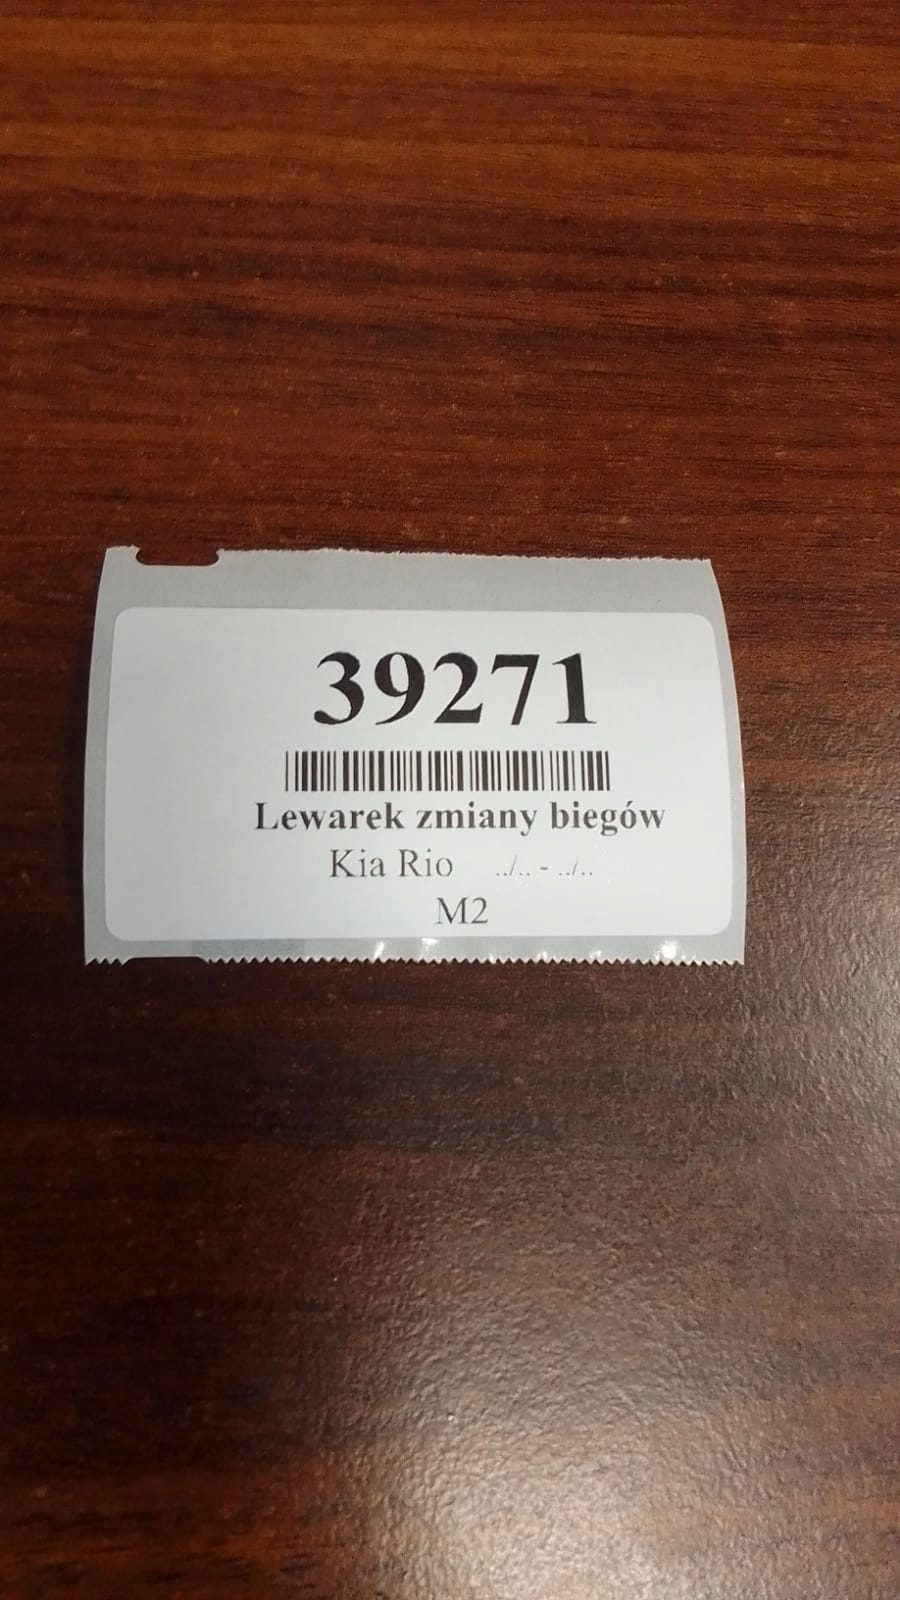 39271
Lewarek zmiany biegów
Kia Rio ../.. - ../..
M2